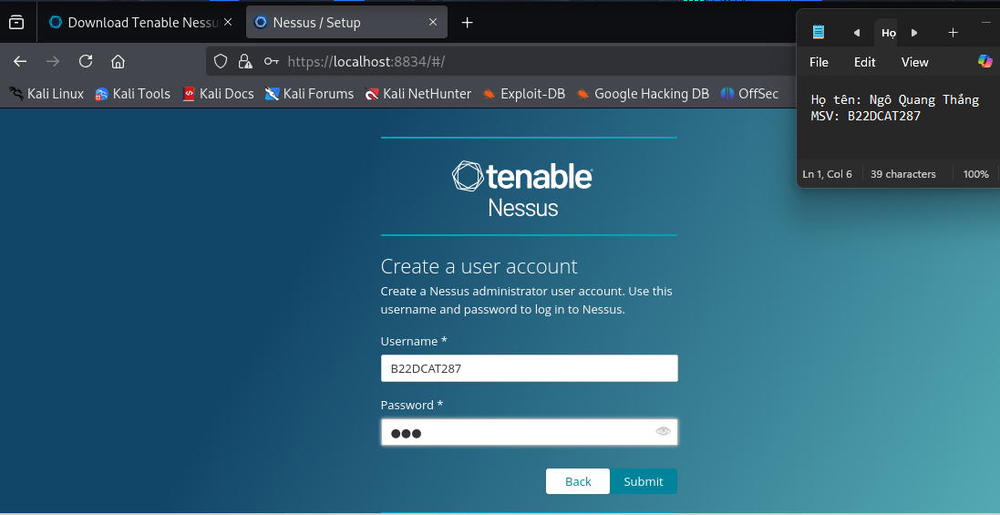 Download Tenable Nessu
Nessus / Setup
https://localhost:8834/#/
Kali Linux
Kali Tools
Kali Docs
Kali Forums
Kali NetHunter
Exploit-DB
Google Hacking DB
OffSec
Họ
File
Edit
View
Họ tên: Ngô Quang Thắng
MSV: B22DCAT287
Ln 1, Col 6
39 characters
100%
tenable
Nessus
Create a user account
Create a Nessus administrator user account. Use this
username and password to log in to Nessus.
Username *
B22DCAT287
Password *
●●●
Back
Submit